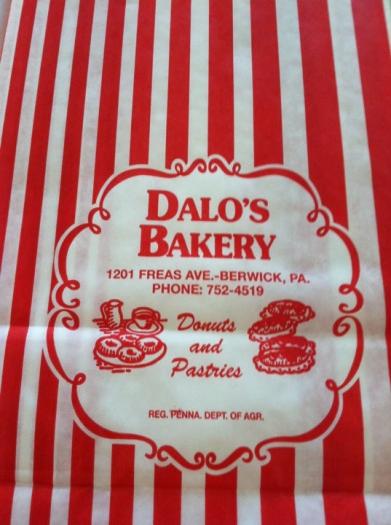 DALO'S
BAKERY
1201 FREAS AVE.-BERWICK, PA.
PHONE: 752-4519
Donuts
and
Pastries
REG. PENNA. DEPT. OF AGR.